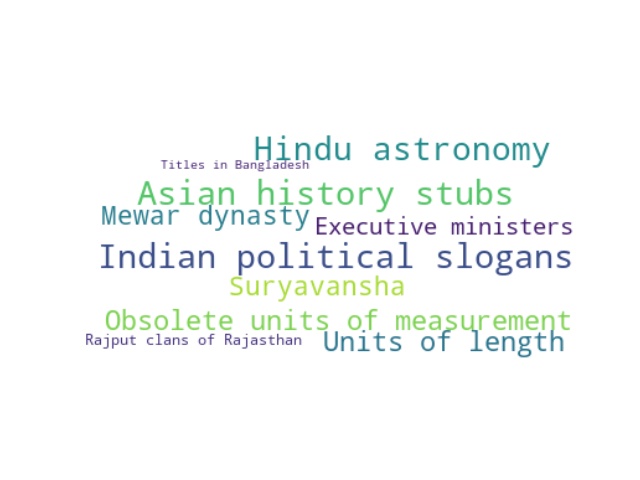 Hindu astronomy
Titles in Bangladesh
Asian history stubs
Mewar dynasty
Executive ministers
Indian political slogans
Suryavansha
Obsolete units of measurement
Rajput clans of Rajasthan
Units of length